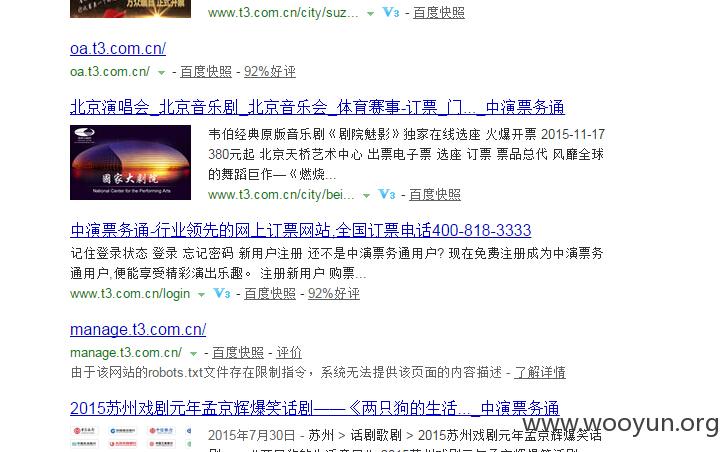 万众瞩目 正式开票
www.t3.com.cn/city/suz... V3 - 百度快照
oa.t3.com.cn/
oa.t3.com.cn/ - 百度快照 - 92%好评
北京演唱会_北京音乐剧_北京音乐会_体育赛事-订票_门..._中演票务通
韦伯经典原版音乐剧《剧院魅影》独家在线选座 火爆开票 2015-11-17
380元起 北京天桥艺术中心 出票电子票 选座 订票 票品总代 风靡全球
的舞蹈巨作—《燃烧...
國家大劇院
National Center for the Performing Arts
www.t3.com.cn/city/bei... V3 - 百度快照
中演票务通-行业领先的网上订票网站,全国订票电话400-818-3333
记住登录状态 登录 忘记密码 新用户注册 还不是中演票务通用户? 现在免费注册成为中演票务
通用户,便能享受精彩演出乐趣。 注册新用户 购票...
www.t3.com.cn/login V3 - 百度快照 - 92%好评
manage.t3.com.cn/
manage.t3.com.cn/ - 百度快照 - 评价
由于该网站的robots.txt文件存在限制指令，系统无法提供该页面的内容描述 - 了解详情
2015苏州戏剧元年孟京辉爆笑话剧——《两只狗的生活..._中演票务通
www.wooyun.org
2015年7月30日 - 苏州 > 话剧歌剧 > 2015苏州戏剧元年孟京辉爆笑话